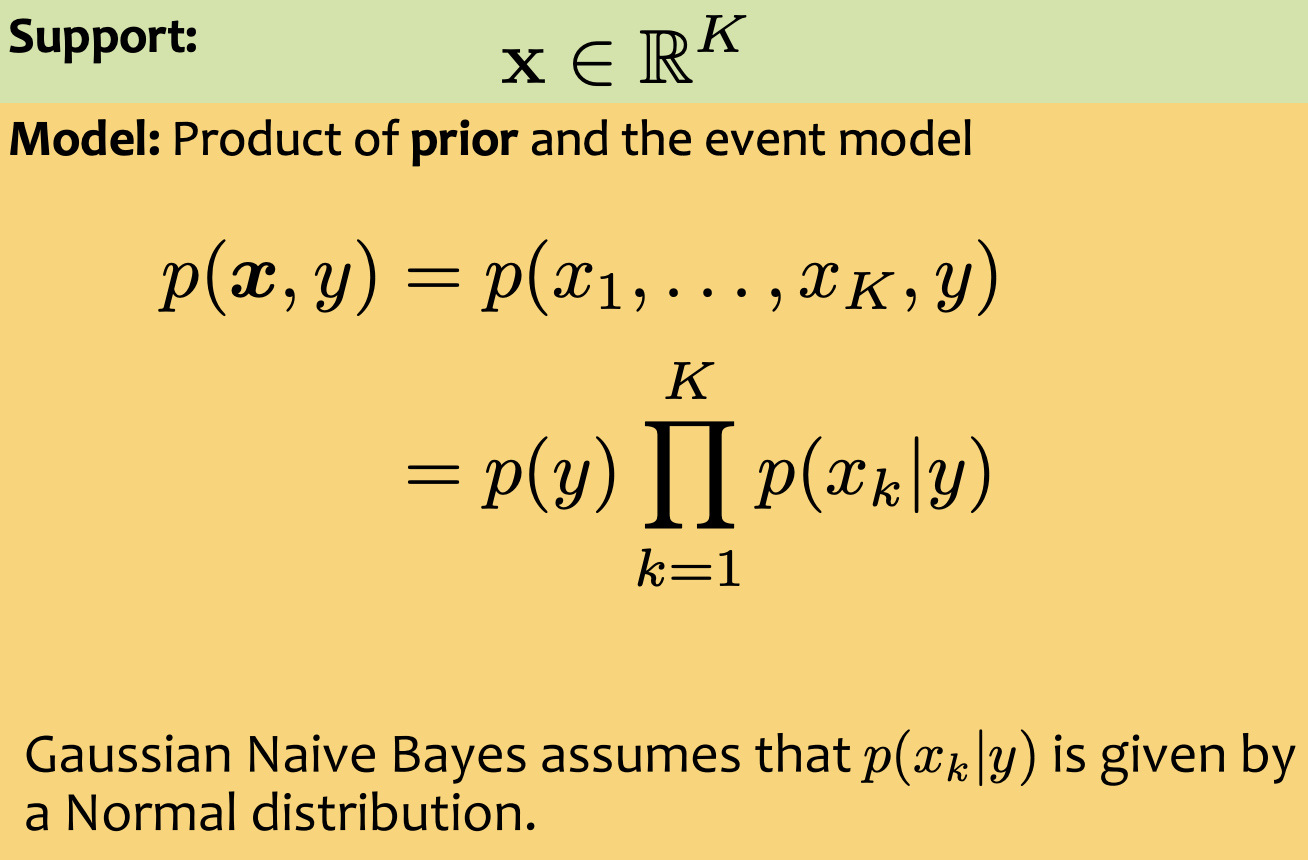 Support: $\mathbf{x} \in \mathbb{R}^K$
Model: Product of prior and the event model
$p(\boldsymbol{x}, y) = p(x_1, \ldots, x_K, y)$
$= p(y) \prod_{k=1}^{K} p(x_k|y)$
Gaussian Naive Bayes assumes that $p(x_k|y)$ is given by
a Normal distribution.